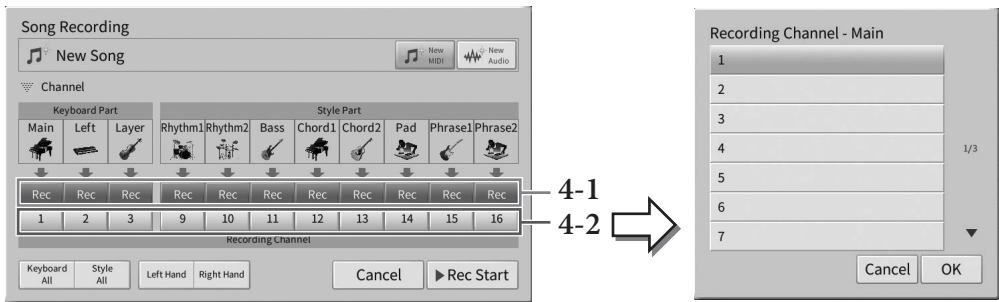 Song Recording
New Song
New MIDI
New Audio
Channel
Keyboard Part
Style Part
Main Left Layer Rhythm1 Rhythm2 Bass Chord1 Chord2 Pad Phrase1 Phrase2
Rec Rec Rec Rec Rec Rec Rec Rec Rec Rec Rec
4-1
1 2 3 9 10 11 12 13 14 15 16
4-2
Recording Channel
Keyboard All
Style All
Left Hand
Right Hand
Cancel
Rec Start
Recording Channel - Main
1
2
3
4
1/3
5
6
7
Cancel
OK